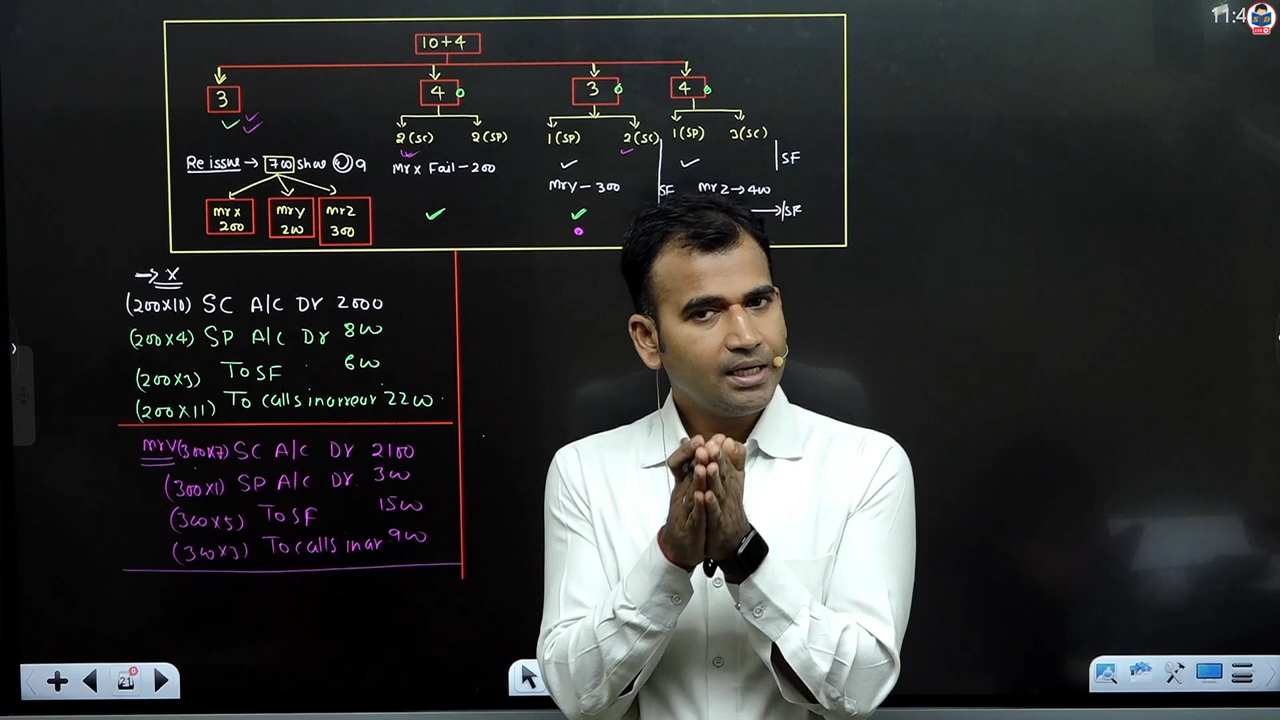 11:4
10+4
3 4 3 4
2(SC) 2(SP) 1(SP) 2(SC) 1(SP) 3(SC)
Re issue → 700 share 9
Mr x Fail - 200
SF
Mr Y - 300
SF Mr Z → 400
mr x 200
mr y 200
mr Z 300
→ SF
→ X
(200×10) SC A/c Dr 2000
(200×4) SP A/c Dr 800
(200×3) To SF 600
(200×11) To calls in arrear 2200
Mr Y (300×7) SC A/c Dr 2100
(300×1) SP A/c Dr. 300
(300×5) To SF 1500
(300×3) To calls in ar 900
21